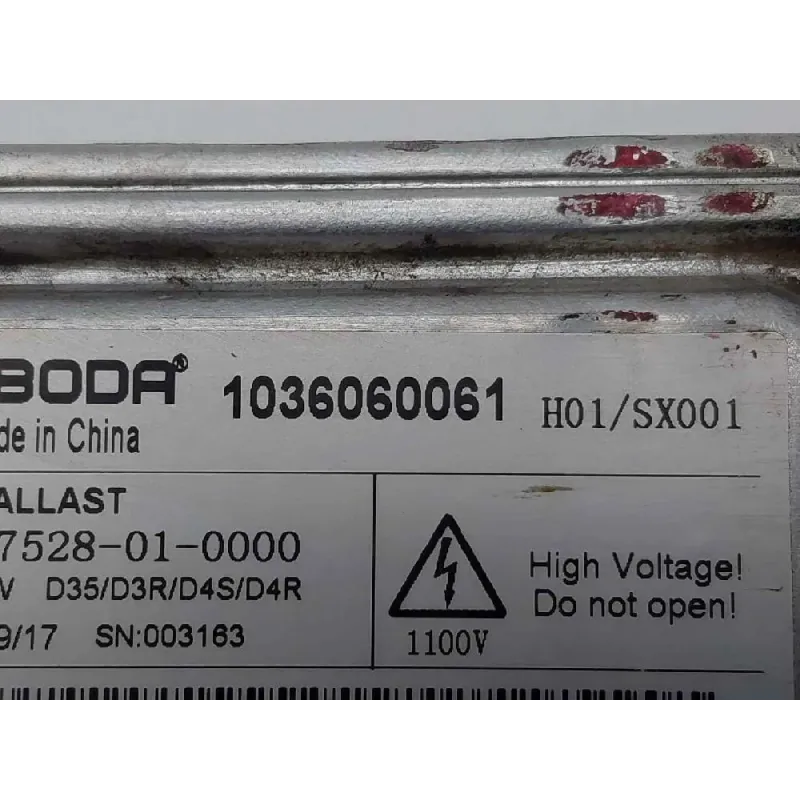 BODA® 1036060061 H01/SX001
de in China
ALLAST
7528-01-0000
V D35/D3R/D4S/D4R
9/17 SN:003163
1100V
High Voltage!
Do not open!